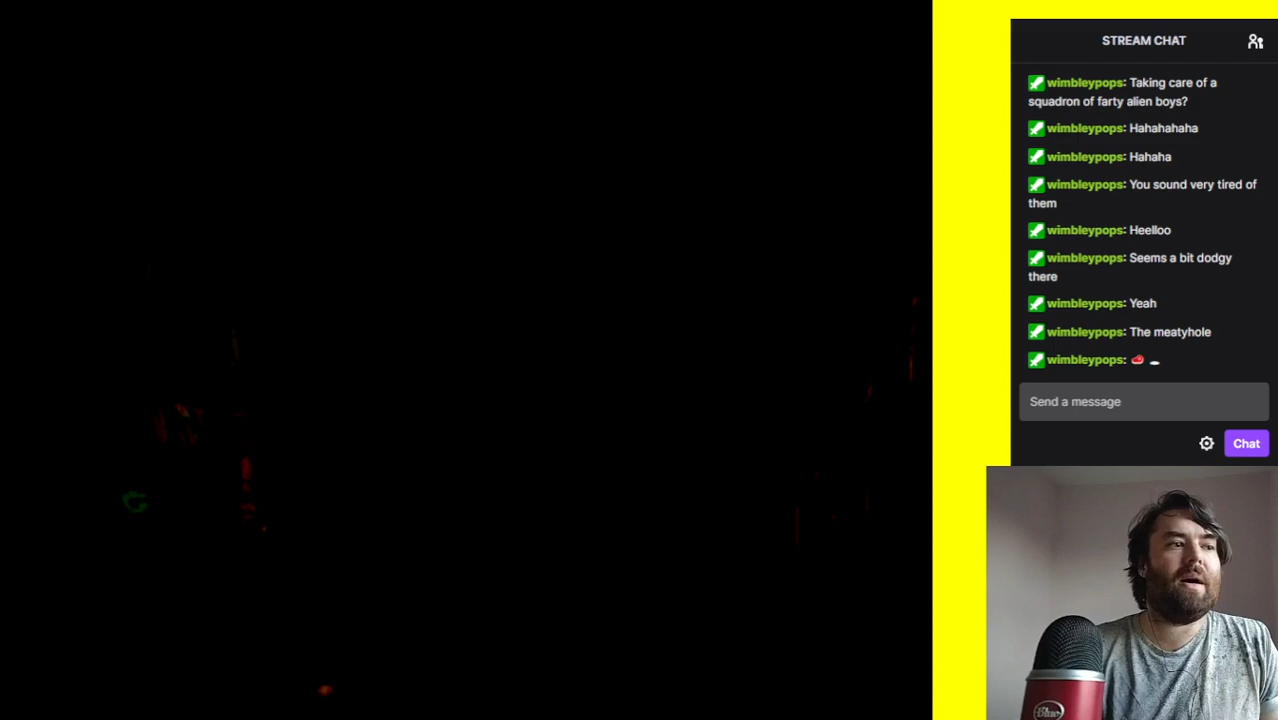 STREAM CHAT
wimbleypops: Taking care of a
squadron of farty alien boys?
wimbleypops: Hahahahaha
wimbleypops: Hahaha
wimbleypops: You sound very tired of
them
wimbleypops: Heelloo
wimbleypops: Seems a bit dodgy
there
wimbleypops: Yeah
wimbleypops: The meatyhole
wimbleypops: 🥩 🕳️
Send a message
Chat
Blue